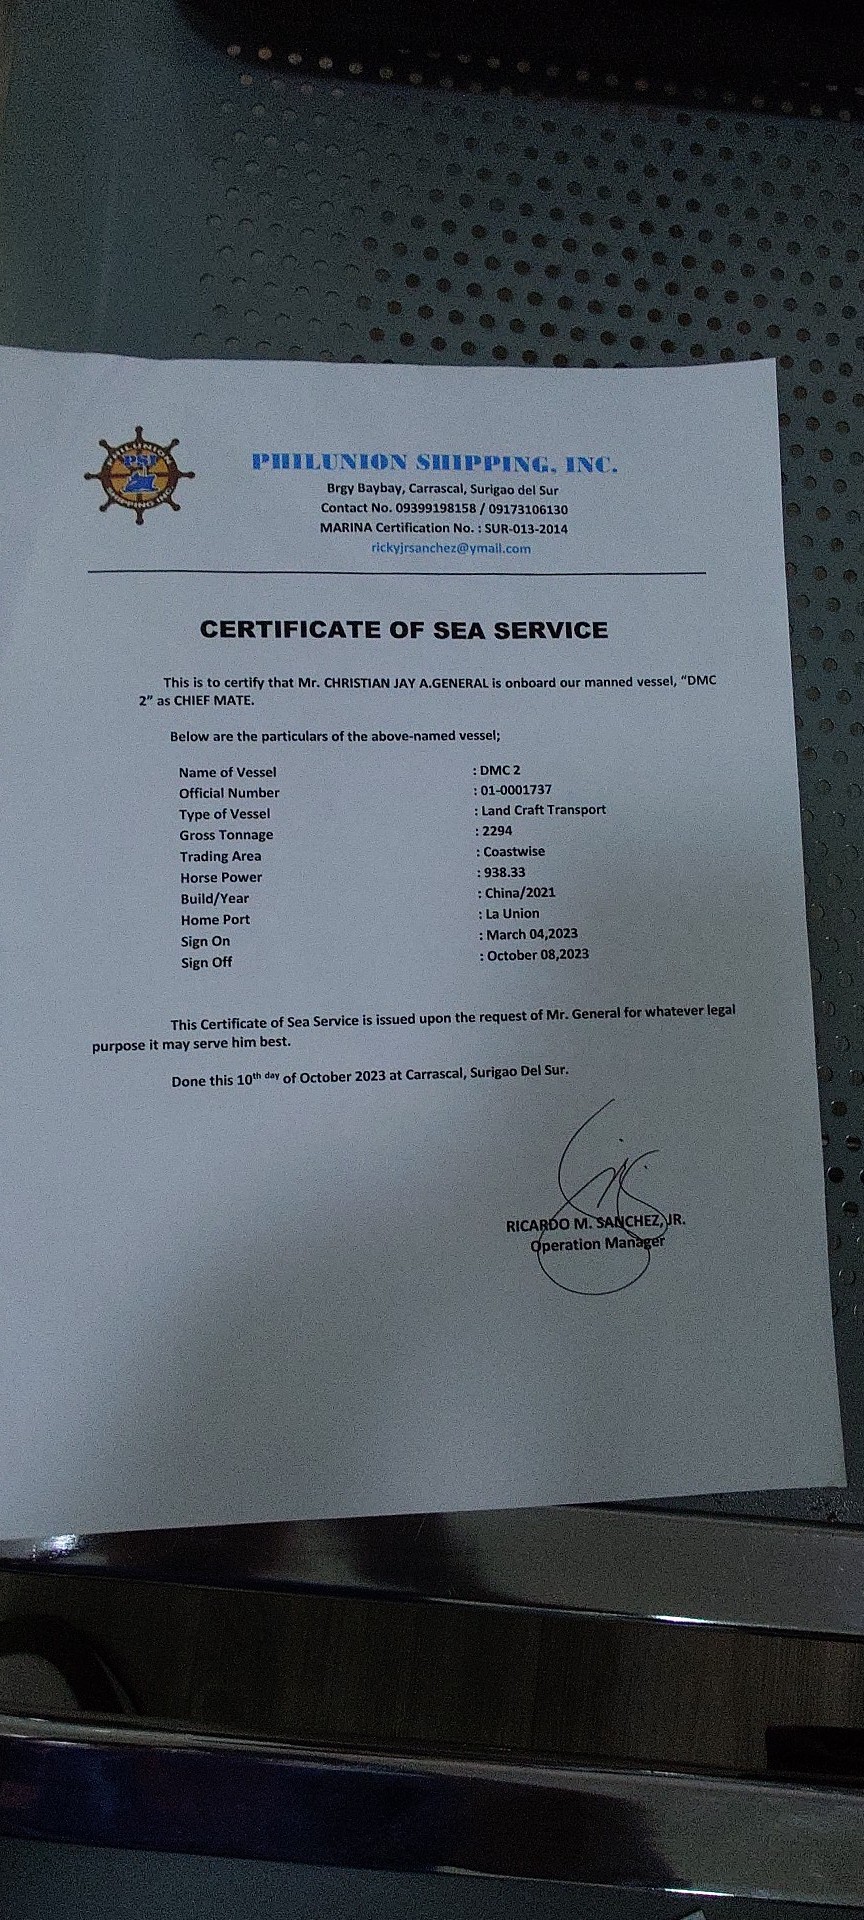 PHILUNION
PSI
SHIPPING INC.
PHILUNION SHIPPING, INC.
Brgy Baybay, Carrascal, Surigao del Sur
Contact No. 09399198158 / 09173106130
MARINA Certification No. : SUR-013-2014
rickyjrsanchez@ymail.com
CERTIFICATE OF SEA SERVICE
This is to certify that Mr. CHRISTIAN JAY A.GENERAL is onboard our manned vessel, “DMC
2” as CHIEF MATE.
Below are the particulars of the above-named vessel;
Name of Vessel : DMC 2
Official Number : 01-0001737
Type of Vessel : Land Craft Transport
Gross Tonnage : 2294
Trading Area : Coastwise
Horse Power : 938.33
Build/Year : China/2021
Home Port : La Union
Sign On : March 04,2023
Sign Off : October 08,2023
This Certificate of Sea Service is issued upon the request of Mr. General for whatever legal
purpose it may serve him best.
Done this 10th day of October 2023 at Carrascal, Surigao Del Sur.
RICARDO M. SANCHEZ, JR.
Operation Manager